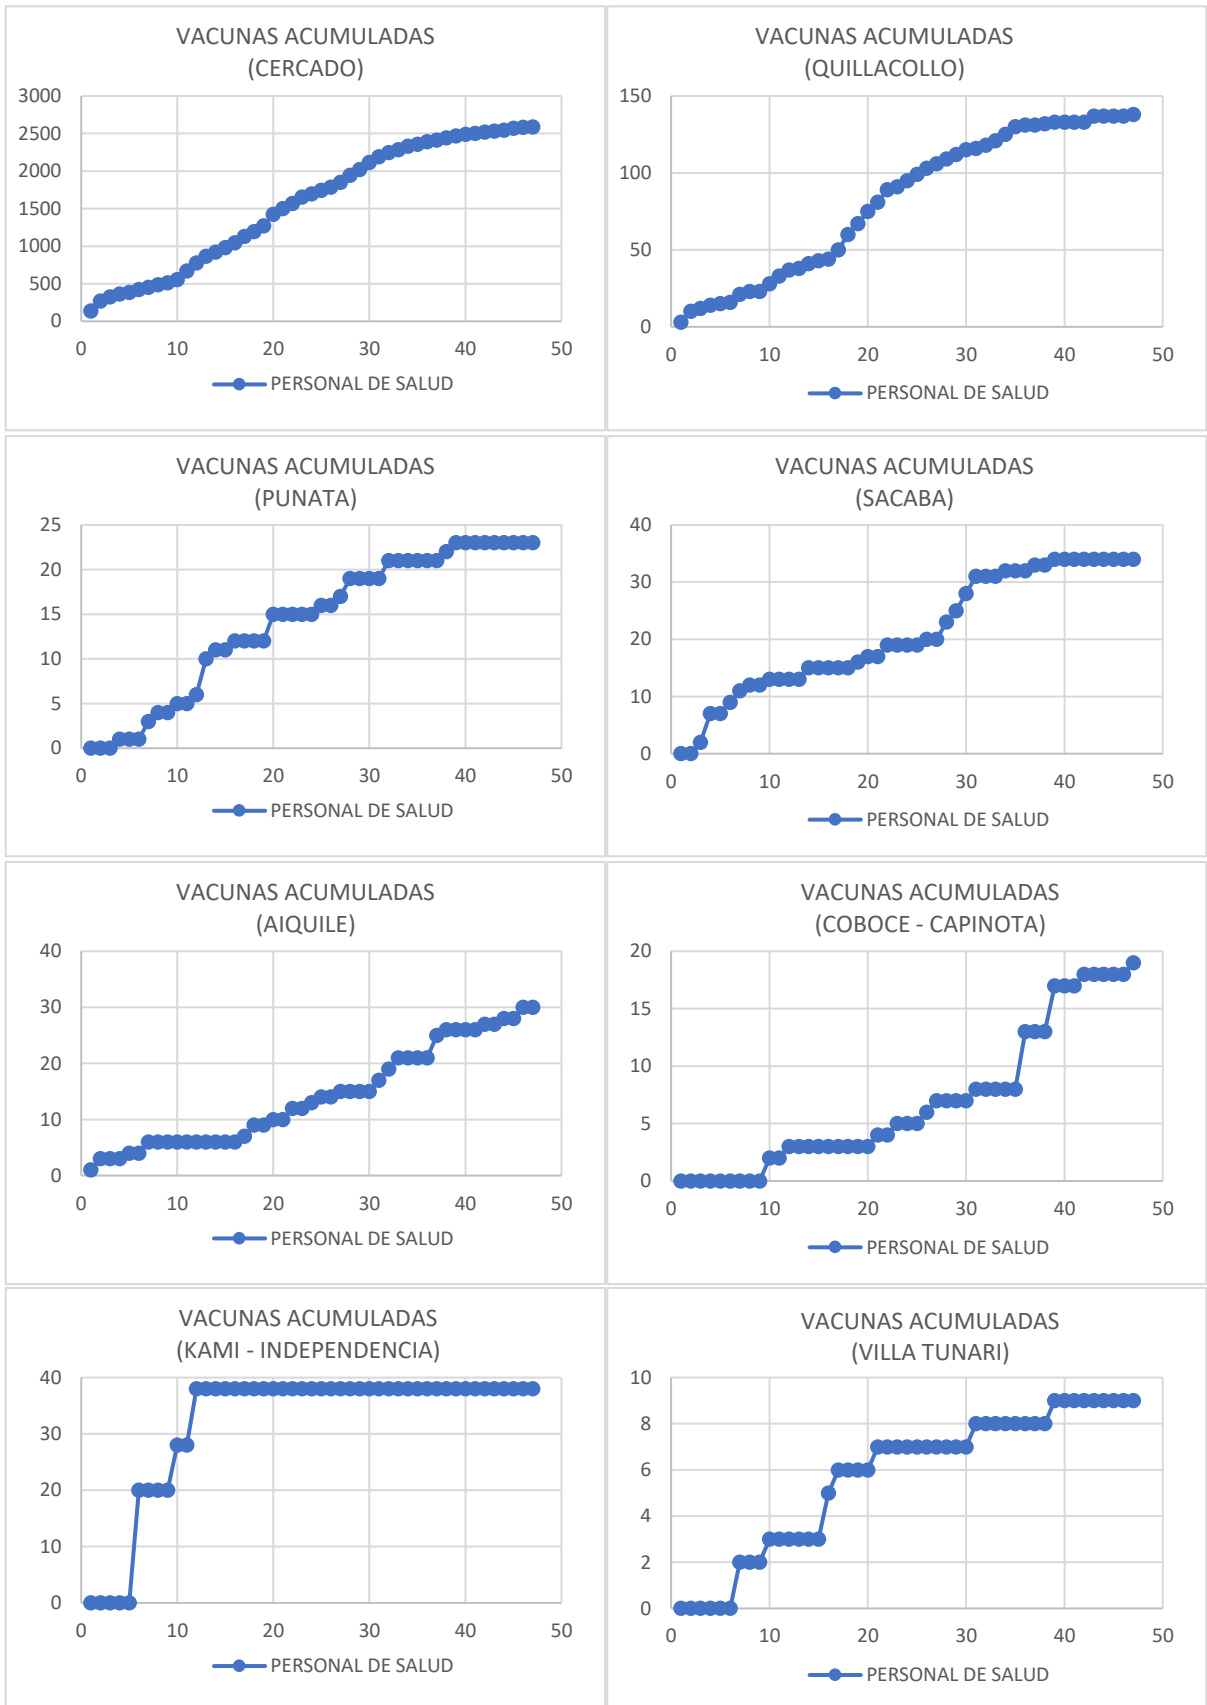 VACUNAS ACUMULADAS
(CERCADO)
3000
2500
2000
1500
1000
500
0
0 10 20 30 40 50
PERSONAL DE SALUD
VACUNAS ACUMULADAS
(QUILLACOLLO)
150
100
50
0
0 10 20 30 40 50
PERSONAL DE SALUD
VACUNAS ACUMULADAS
(PUNATA)
25
20
15
10
5
0
0 10 20 30 40 50
PERSONAL DE SALUD
VACUNAS ACUMULADAS
(SACABA)
40
30
20
10
0
0 10 20 30 40 50
PERSONAL DE SALUD
VACUNAS ACUMULADAS
(AIQUILE)
40
30
20
10
0
0 10 20 30 40 50
PERSONAL DE SALUD
VACUNAS ACUMULADAS
(COBOCE - CAPINOTA)
20
15
10
5
0
0 10 20 30 40 50
PERSONAL DE SALUD
VACUNAS ACUMULADAS
(KAMI - INDEPENDENCIA)
40
30
20
10
0
0 10 20 30 40 50
PERSONAL DE SALUD
VACUNAS ACUMULADAS
(VILLA TUNARI)
10
8
6
4
2
0
0 10 20 30 40 50
PERSONAL DE SALUD